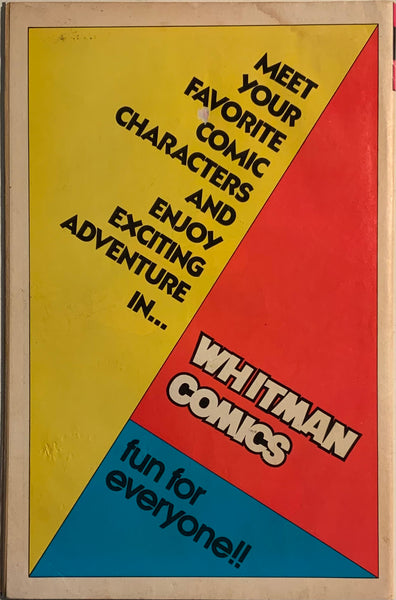 MEET
YOUR
FAVORITE
COMIC
CHARACTERS
AND
ENJOY
EXCITING
ADVENTURE
IN...
WHITMAN
COMICS
fun for
everyone!!